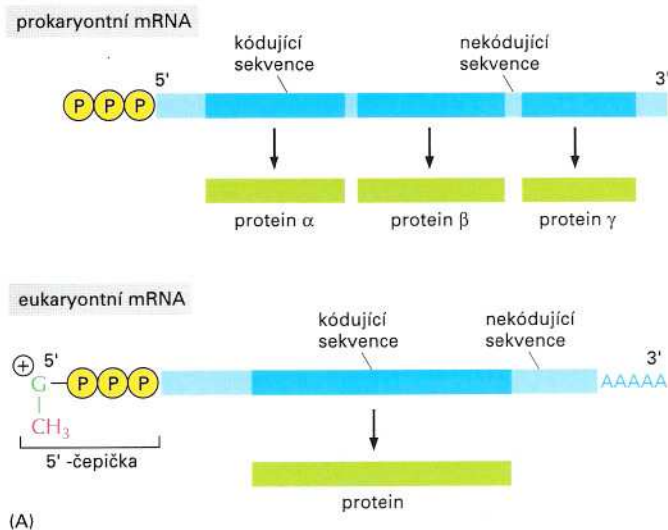 prokaryontní mRNA
kódující
sekvence
nekódující
sekvence
5'
3'
P P P
protein α
protein β
protein γ
eukaryontní mRNA
kódující
sekvence
nekódující
sekvence
+
5'
3'
G P P P
AAAAA
CH3
5' -čepička
protein
(A)